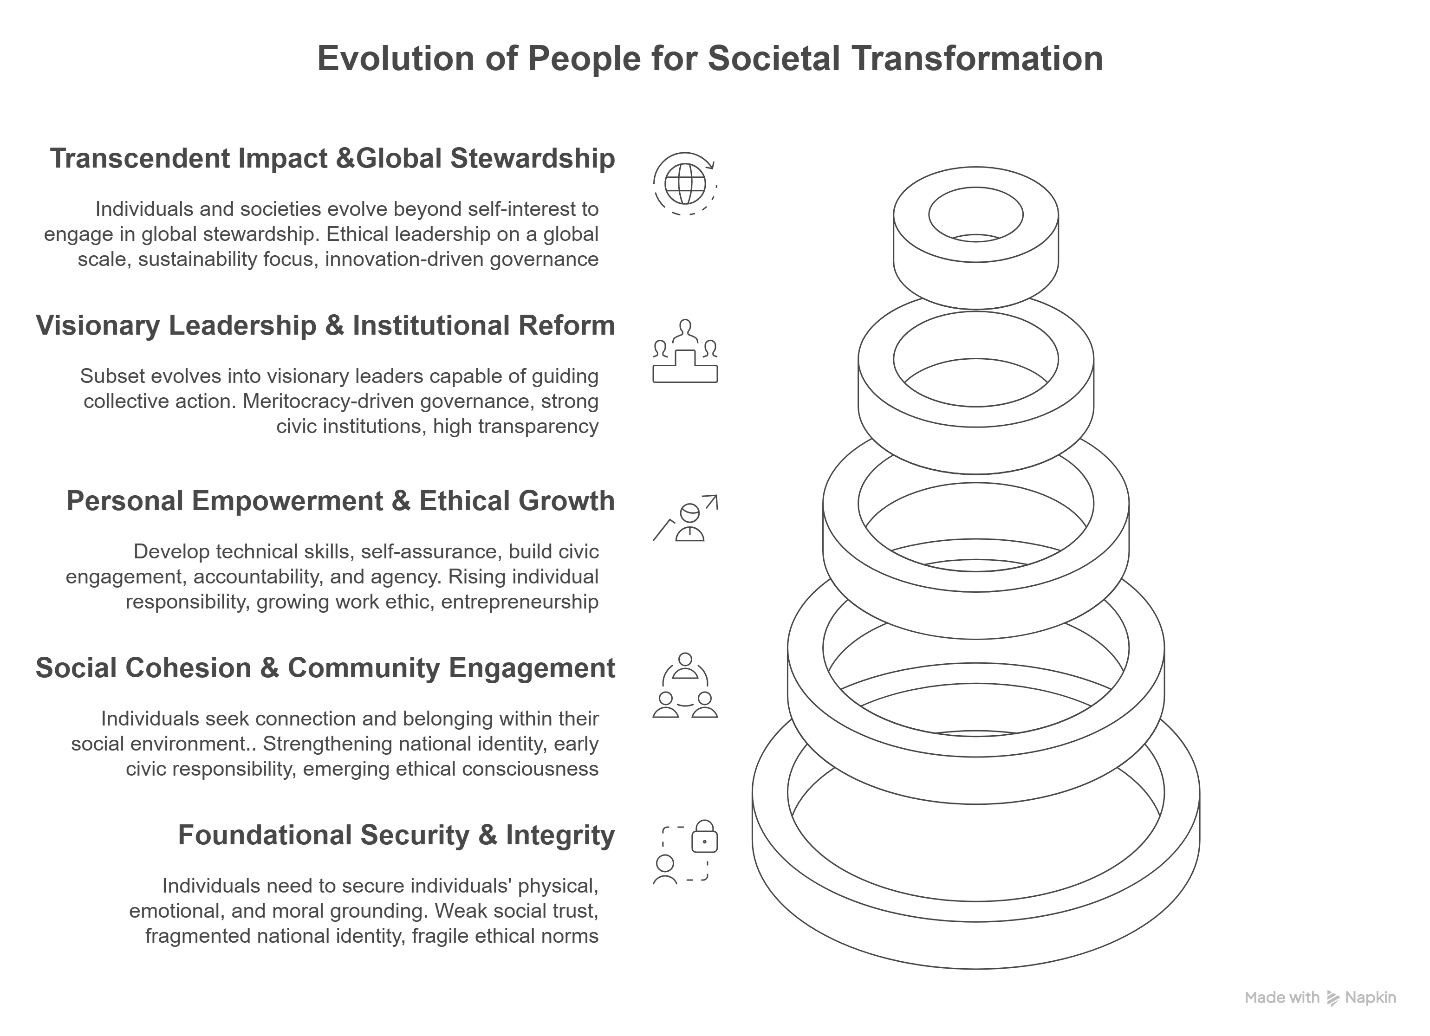 Evolution of People for Societal Transformation
Transcendent Impact &Global Stewardship
Individuals and societies evolve beyond self-interest to
engage in global stewardship. Ethical leadership on a global
scale, sustainability focus, innovation-driven governance
Visionary Leadership & Institutional Reform
Subset evolves into visionary leaders capable of guiding
collective action. Meritocracy-driven governance, strong
civic institutions, high transparency
Personal Empowerment & Ethical Growth
Develop technical skills, self-assurance, build civic
engagement, accountability, and agency. Rising individual
responsibility, growing work ethic, entrepreneurship
Social Cohesion & Community Engagement
Individuals seek connection and belonging within their
social environment.. Strengthening national identity, early
civic responsibility, emerging ethical consciousness
Foundational Security & Integrity
Individuals need to secure individuals' physical,
emotional, and moral grounding. Weak social trust,
fragmented national identity, fragile ethical norms
Made with Napkin